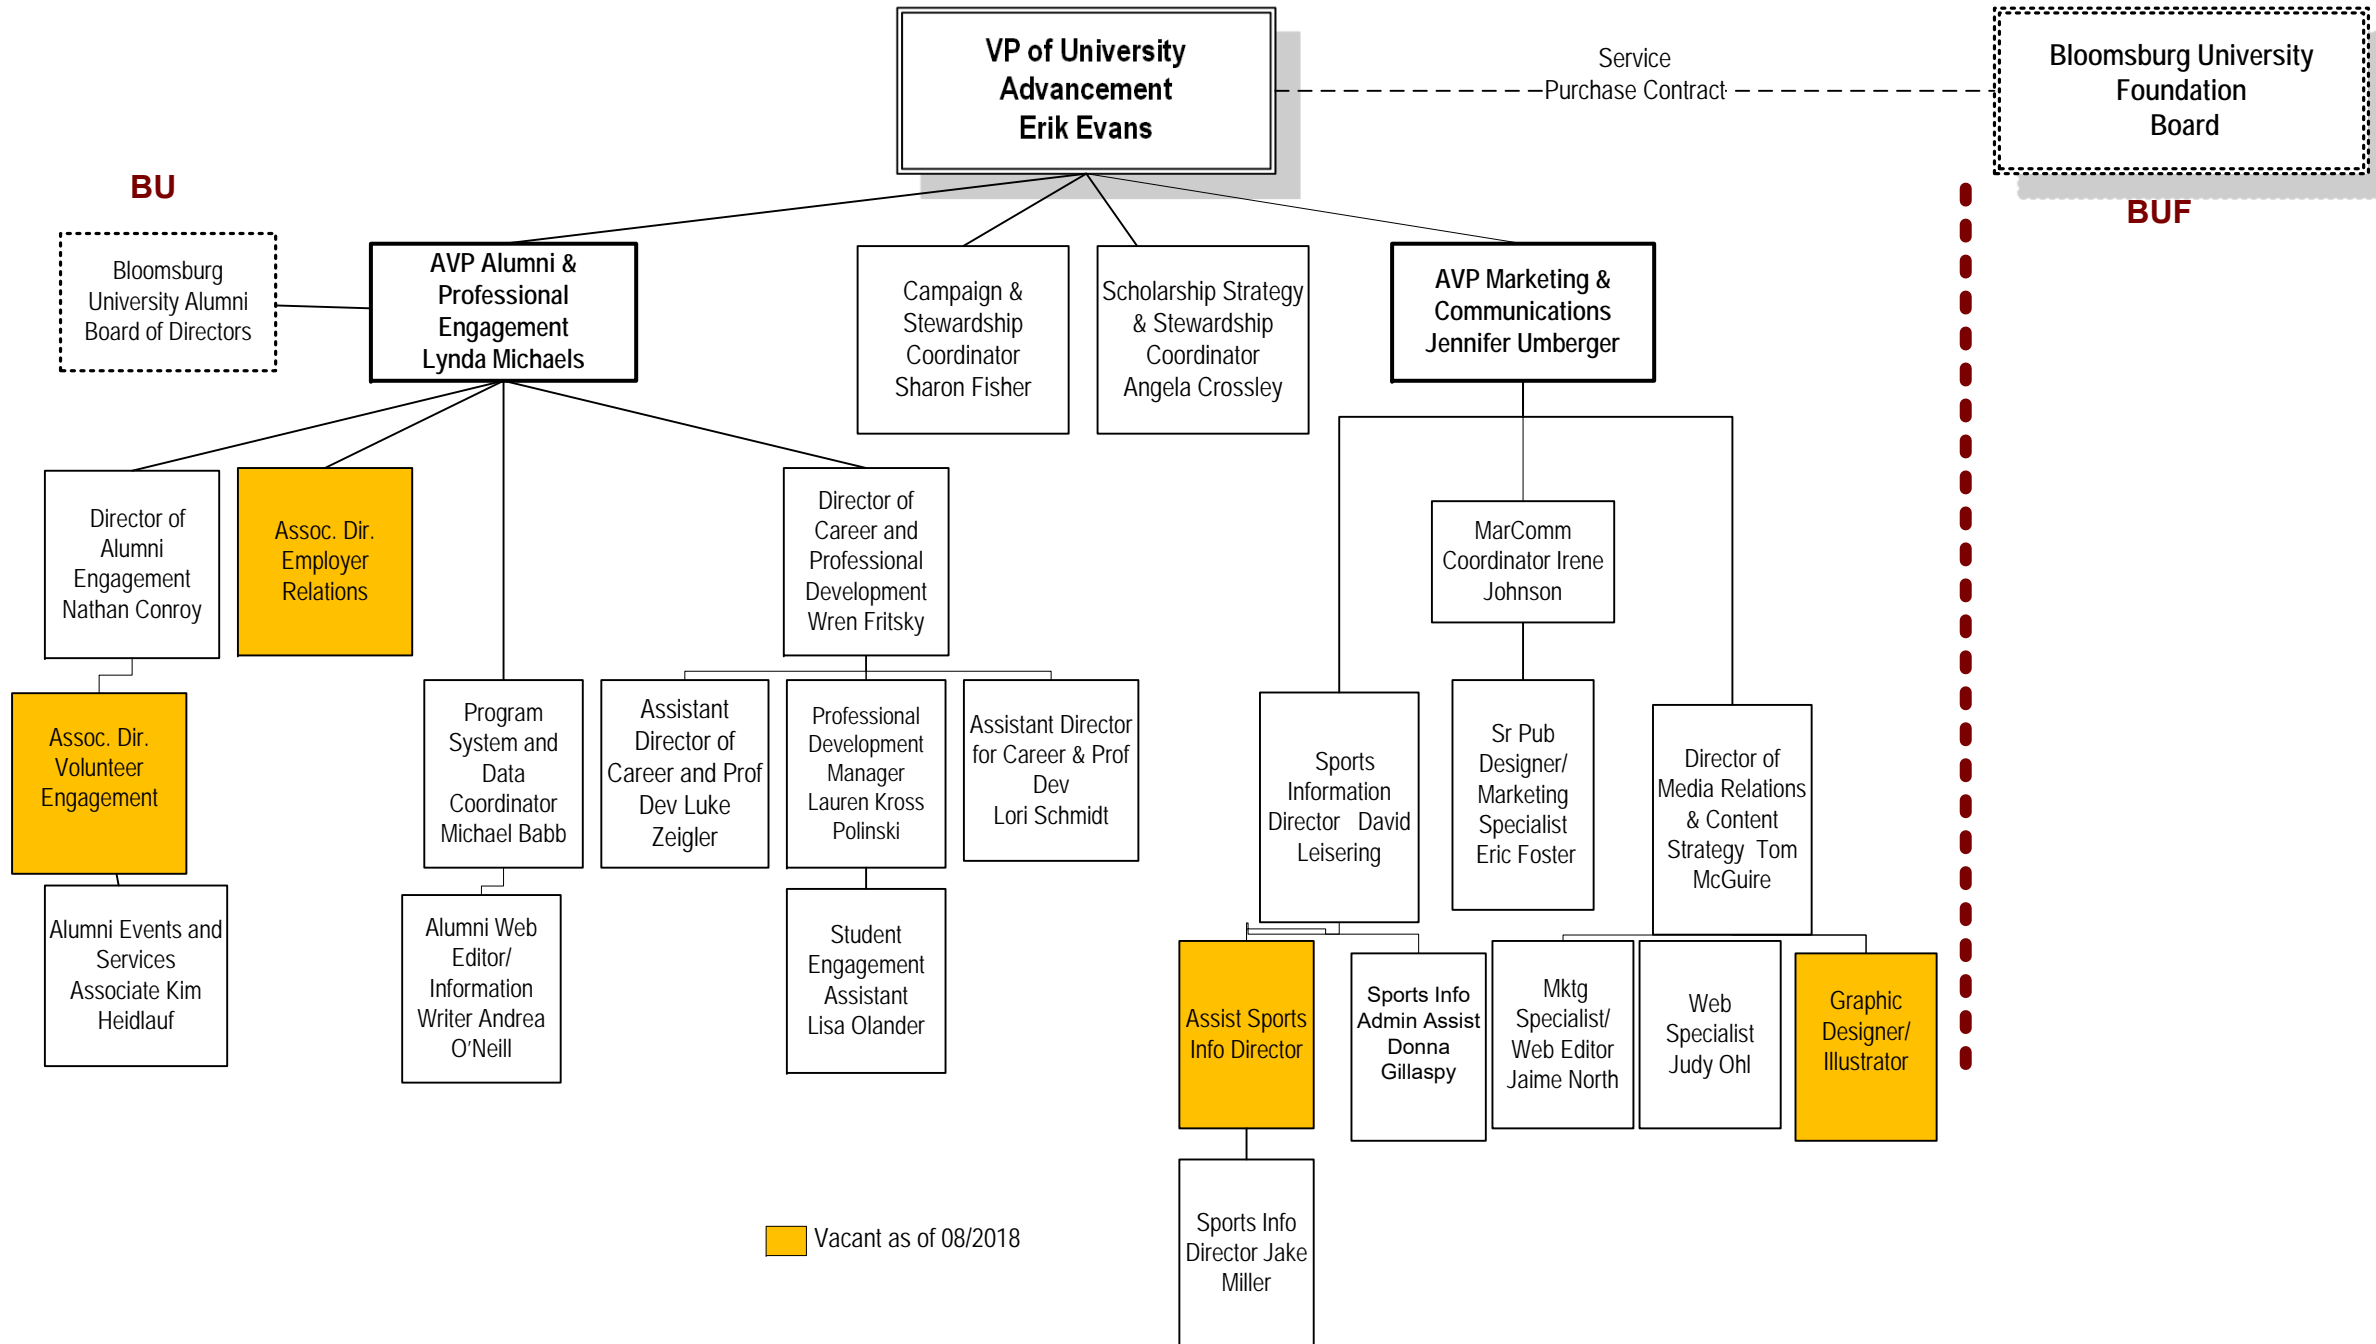 VP of University
Advancement
Erik Evans
Service
Purchase Contract
Bloomsburg University
Foundation
Board
BU
BUF
Bloomsburg
University Alumni
Board of Directors
AVP Alumni &
Professional
Engagement
Lynda Michaels
Campaign &
Stewardship
Coordinator
Sharon Fisher
Scholarship Strategy
& Stewardship
Coordinator
Angela Crossley
AVP Marketing &
Communications
Jennifer Umberger
Director of
Alumni
Engagement
Nathan Conroy
Assoc. Dir.
Employer
Relations
Director of
Career and
Professional
Development
Wren Fritsky
MarComm
Coordinator Irene
Johnson
Assoc. Dir.
Volunteer
Engagement
Program
System and
Data
Coordinator
Michael Babb
Assistant
Director of
Career and Prof
Dev Luke
Zeigler
Professional
Development
Manager
Lauren Kross
Polinski
Assistant Director
for Career & Prof
Dev
Lori Schmidt
Sports
Information
Director David
Leisering
Sr Pub
Designer/
Marketing
Specialist
Eric Foster
Director of
Media Relations
& Content
Strategy Tom
McGuire
Alumni Events and
Services
Associate Kim
Heidlauf
Alumni Web
Editor/
Information
Writer Andrea
O'Neill
Student
Engagement
Assistant
Lisa Olander
Assist Sports
Info Director
Sports Info
Admin Assist
Donna
Gillaspy
Mktg
Specialist/
Web Editor
Jaime North
Web
Specialist
Judy Ohl
Graphic
Designer/
Illustrator
Sports Info
Director Jake
Miller
Vacant as of 08/2018